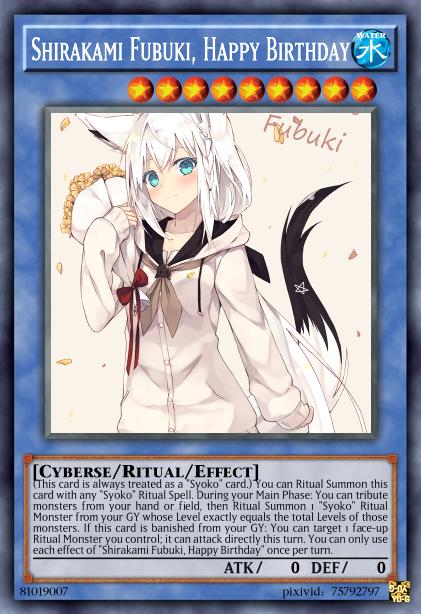 Shirakami Fubuki, Happy Birthday
WATER
水
Fubuki
[Cyberse/Ritual/Effect]
(This card is always treated as a "Syoko" card.) You can Ritual Summon this
card with any "Syoko" Ritual Spell. During your Main Phase: You can tribute
monsters from your hand or field, then Ritual Summon 1 "Syoko" Ritual
Monster from your GY whose Level exactly equals the total Levels of those
monsters. If this card is banished from your GY: You can target 1 face-up
Ritual Monster you control; it can attack directly this turn. You can only use
each effect of "Shirakami Fubuki, Happy Birthday" once per turn.
ATK / 0 DEF / 0
81019007 pixivid: 75792797